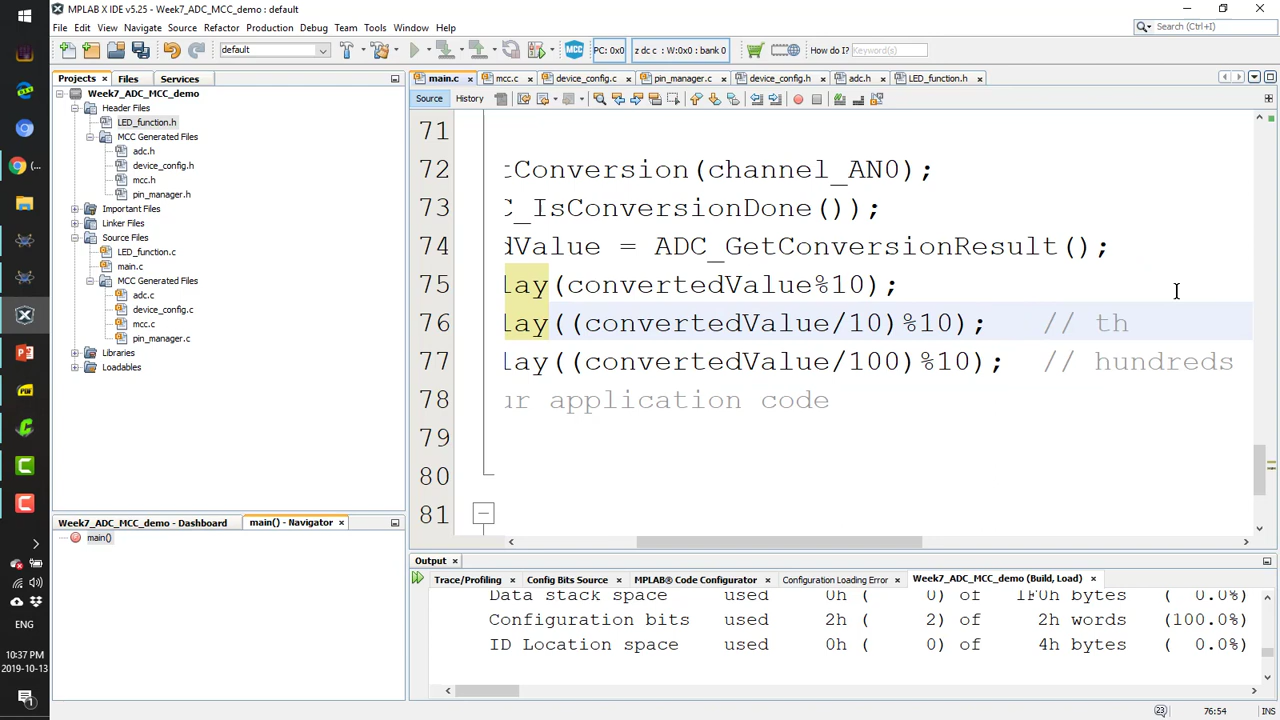 MPLAB X IDE v5.25 - Week7_ADC_MCC_demo : default
File Edit View Navigate Source Refactor Production Debug Team Tools Window Help
Search (Ctrl+I)
default
MCC
PC: 0x0
z dc c : W:0x0 : bank 0
How do I? Keyword(s)
Projects × Files Services
main.c × mcc.c × device_config.c × pin_manager.c × device_config.h × adc.h × LED_function.h ×
Source History
Week7_ADC_MCC_demo
Header Files
LED_function.h
MCC Generated Files
adc.h
device_config.h
mcc.h
pin_manager.h
Important Files
Linker Files
Source Files
LED_function.c
main.c
MCC Generated Files
adc.c
device_config.c
mcc.c
pin_manager.c
Libraries
Loadables
71
72 tConversion(channel_AN0);
73 C_IsConversionDone());
74 dValue = ADC_GetConversionResult();
75 lay(convertedValue%10);
76 lay((convertedValue/10)%10); // th
77 lay((convertedValue/100)%10); // hundreds
78 ur application code
79
80
81
Week7_ADC_MCC_demo - Dashboard main() - Navigator ×
main()
Output ×
Trace/Profiling × Config Bits Source × MPLAB® Code Configurator × Configuration Loading Error × Week7_ADC_MCC_demo (Build, Load) ×
Data stack space used 0h ( 0) of 1F0h bytes ( 0.0%)
Configuration bits used 2h ( 2) of 2h words (100.0%)
ID Location space used 0h ( 0) of 4h bytes ( 0.0%)
ENG
10:37 PM
2019-10-13
23 76:54 INS